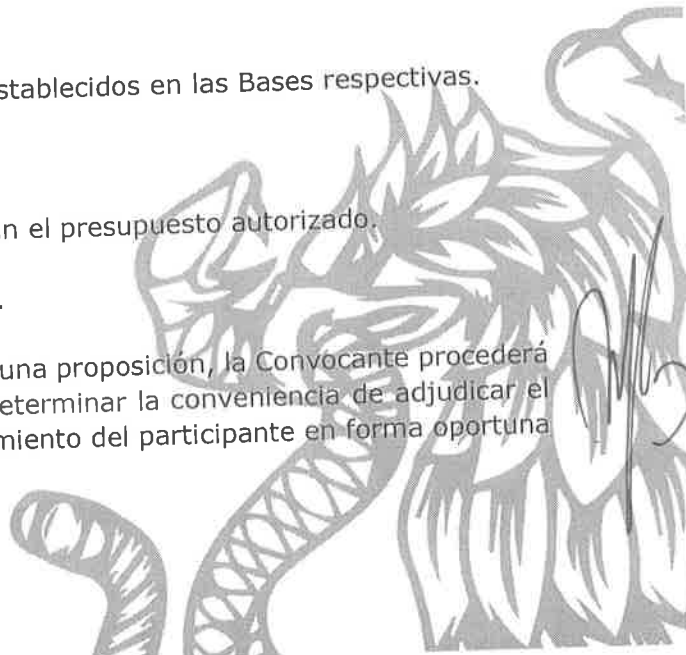 stablecidos en las Bases respectivas.
n el presupuesto autorizado.
.
una proposición, la Convocante procederá
eterminar la conveniencia de adjudicar el
miento del participante en forma oportuna